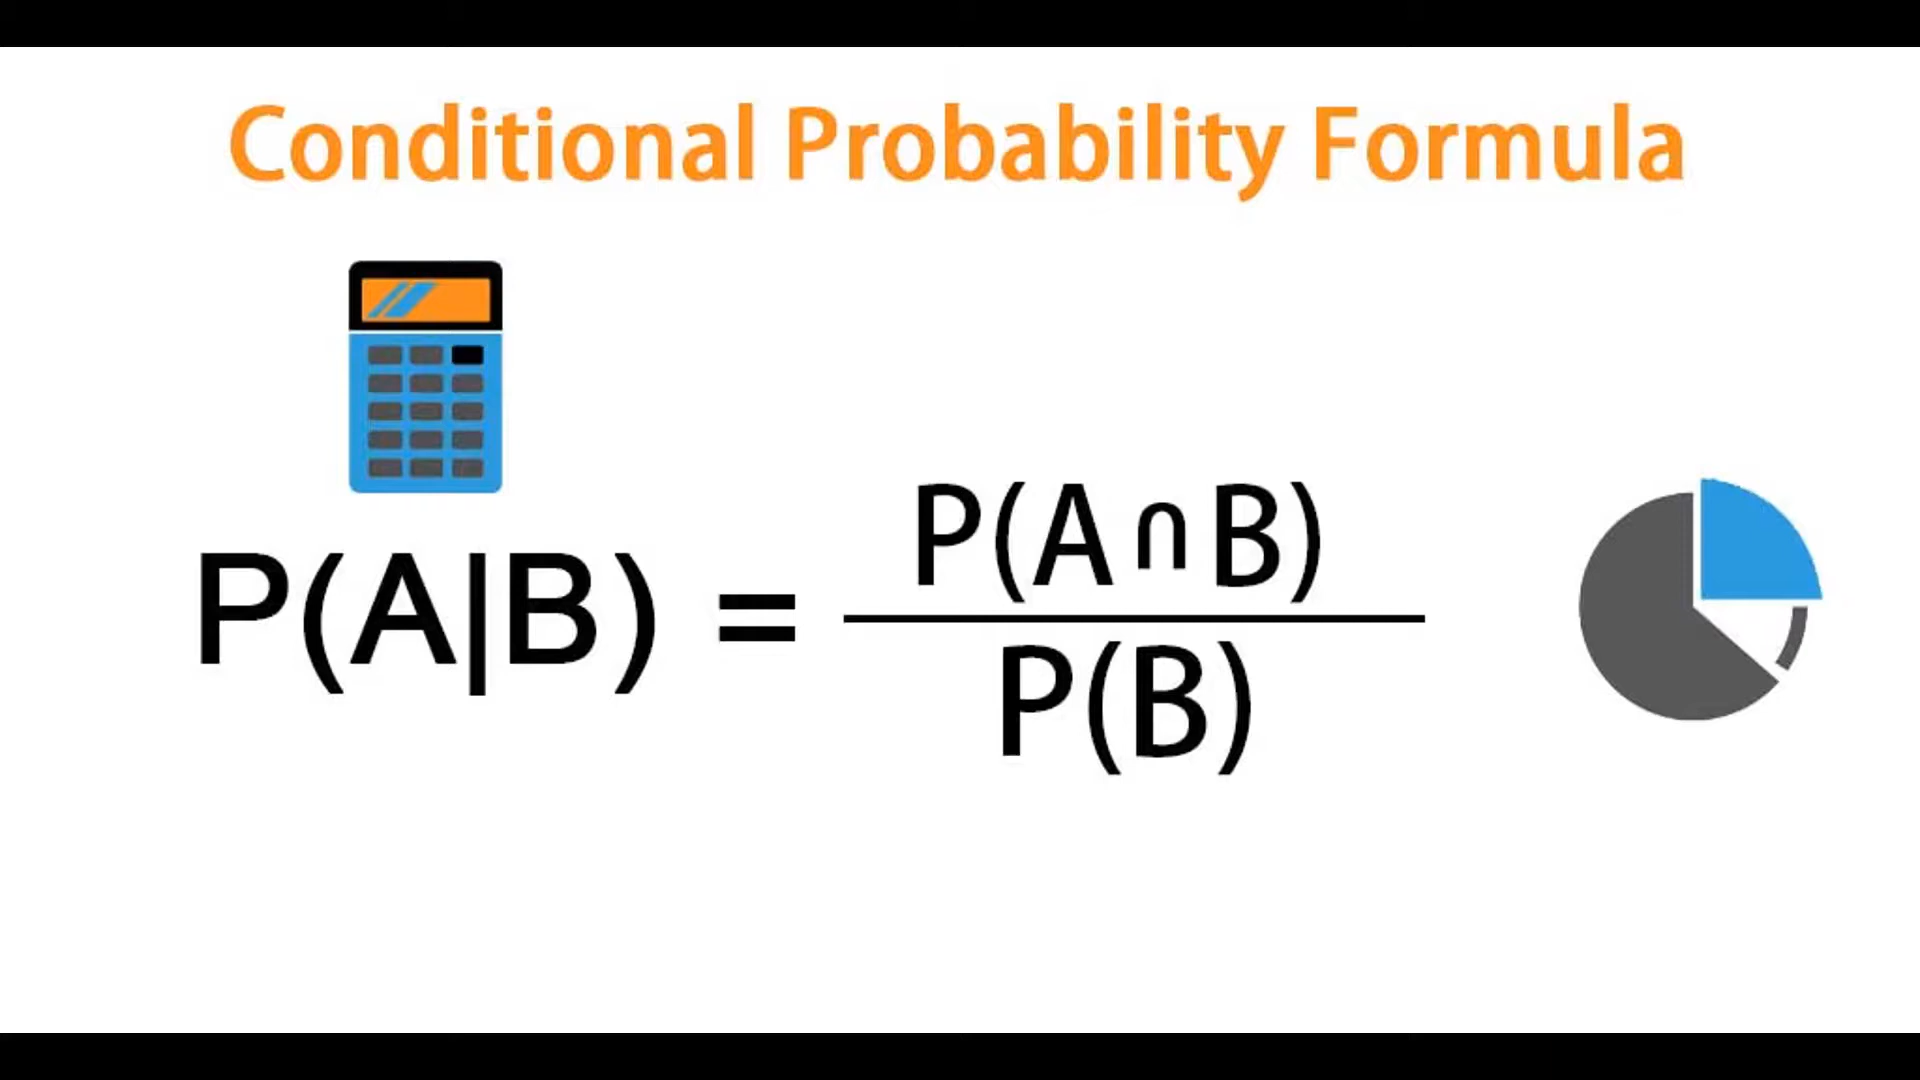 Conditional Probability Formula
P(A|B) = P(A∩B)
P(B)